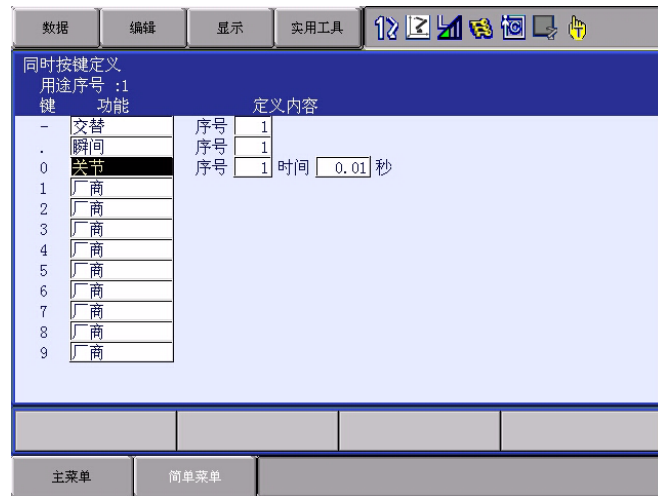 数据 编辑 显示 实用工具
同时按键定义
用途序号 :1
键 功能 定义内容
- 交替 序号 1
. 瞬间 序号 1
0 关节 序号 1 时间 0.01 秒
1 厂商
2 厂商
3 厂商
4 厂商
5 厂商
6 厂商
7 厂商
8 厂商
9 厂商
主菜单 简单菜单